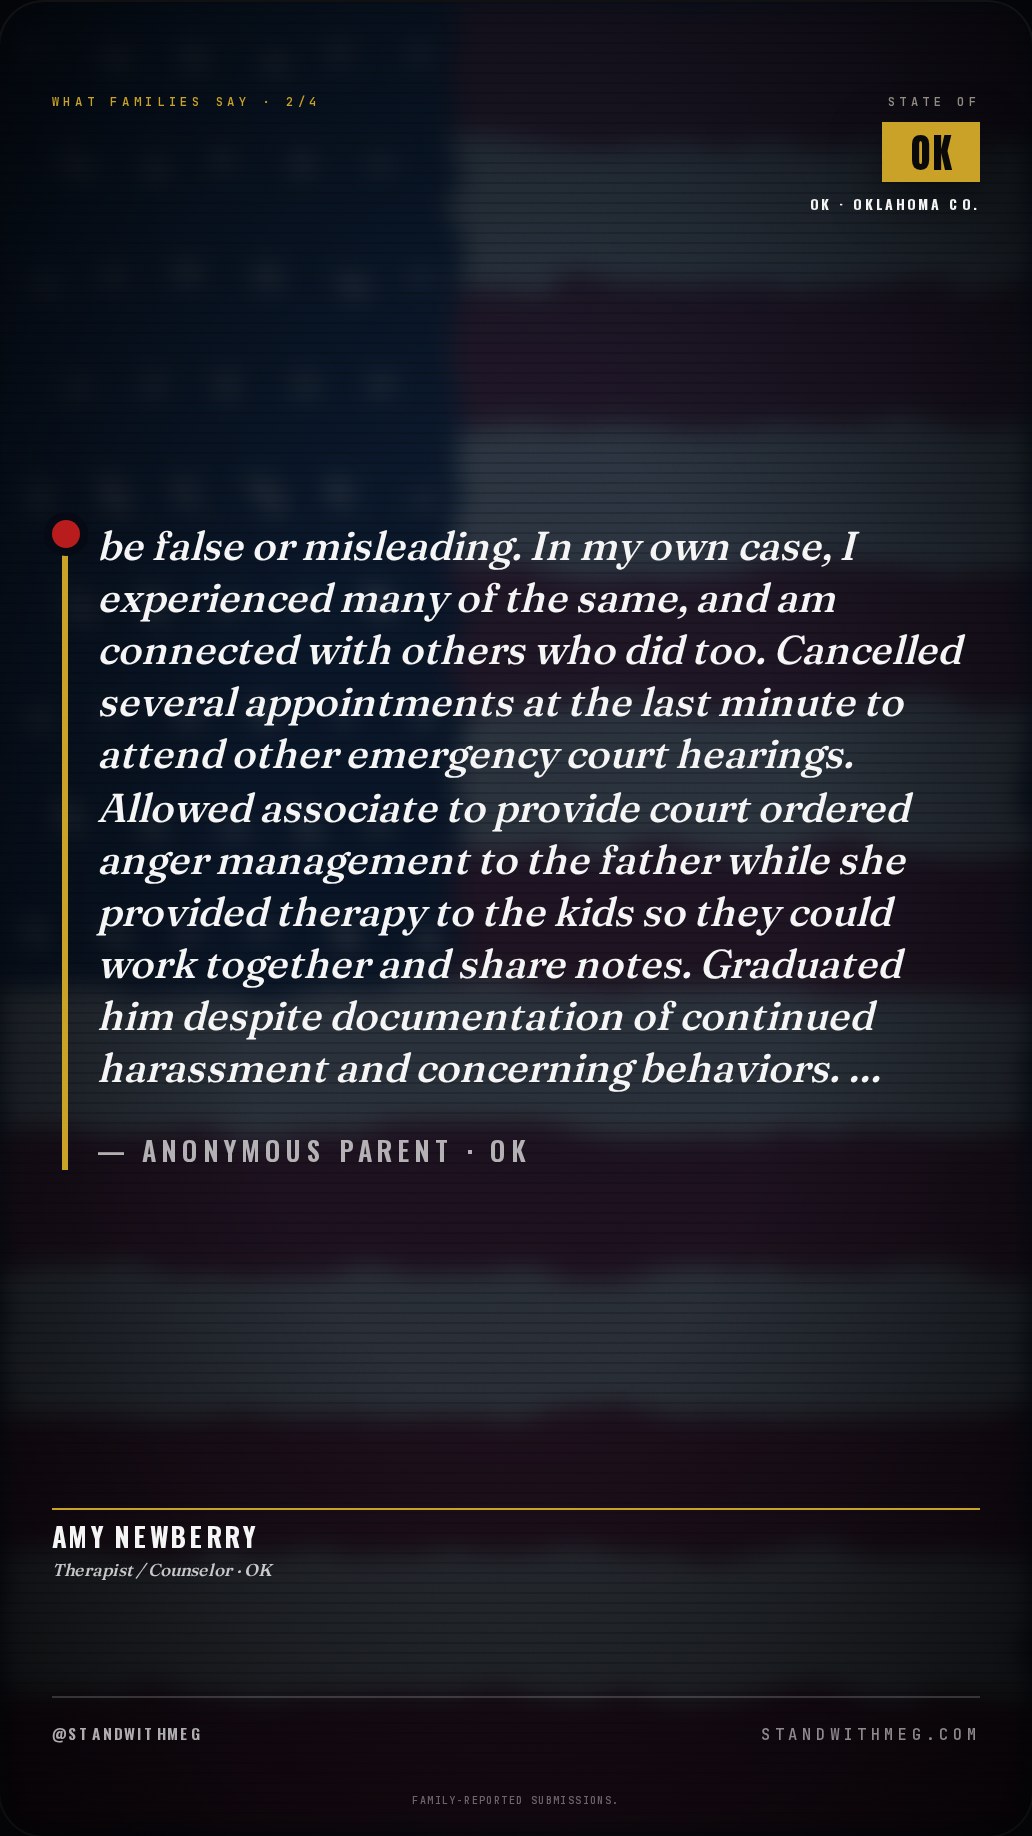 WHAT FAMILIES SAY · 2/4
STATE OF
OK
OK · OKLAHOMA CO.
be false or misleading. In my own case, I
experienced many of the same, and am
connected with others who did too. Cancelled
several appointments at the last minute to
attend other emergency court hearings.
Allowed associate to provide court ordered
anger management to the father while she
provided therapy to the kids so they could
work together and share notes. Graduated
him despite documentation of continued
harassment and concerning behaviors. ...
— ANONYMOUS PARENT · OK
AMY NEWBERRY
Therapist / Counselor · OK
@STANDWITHMEG
STANDWITHMEG.COM
FAMILY-REPORTED SUBMISSIONS.